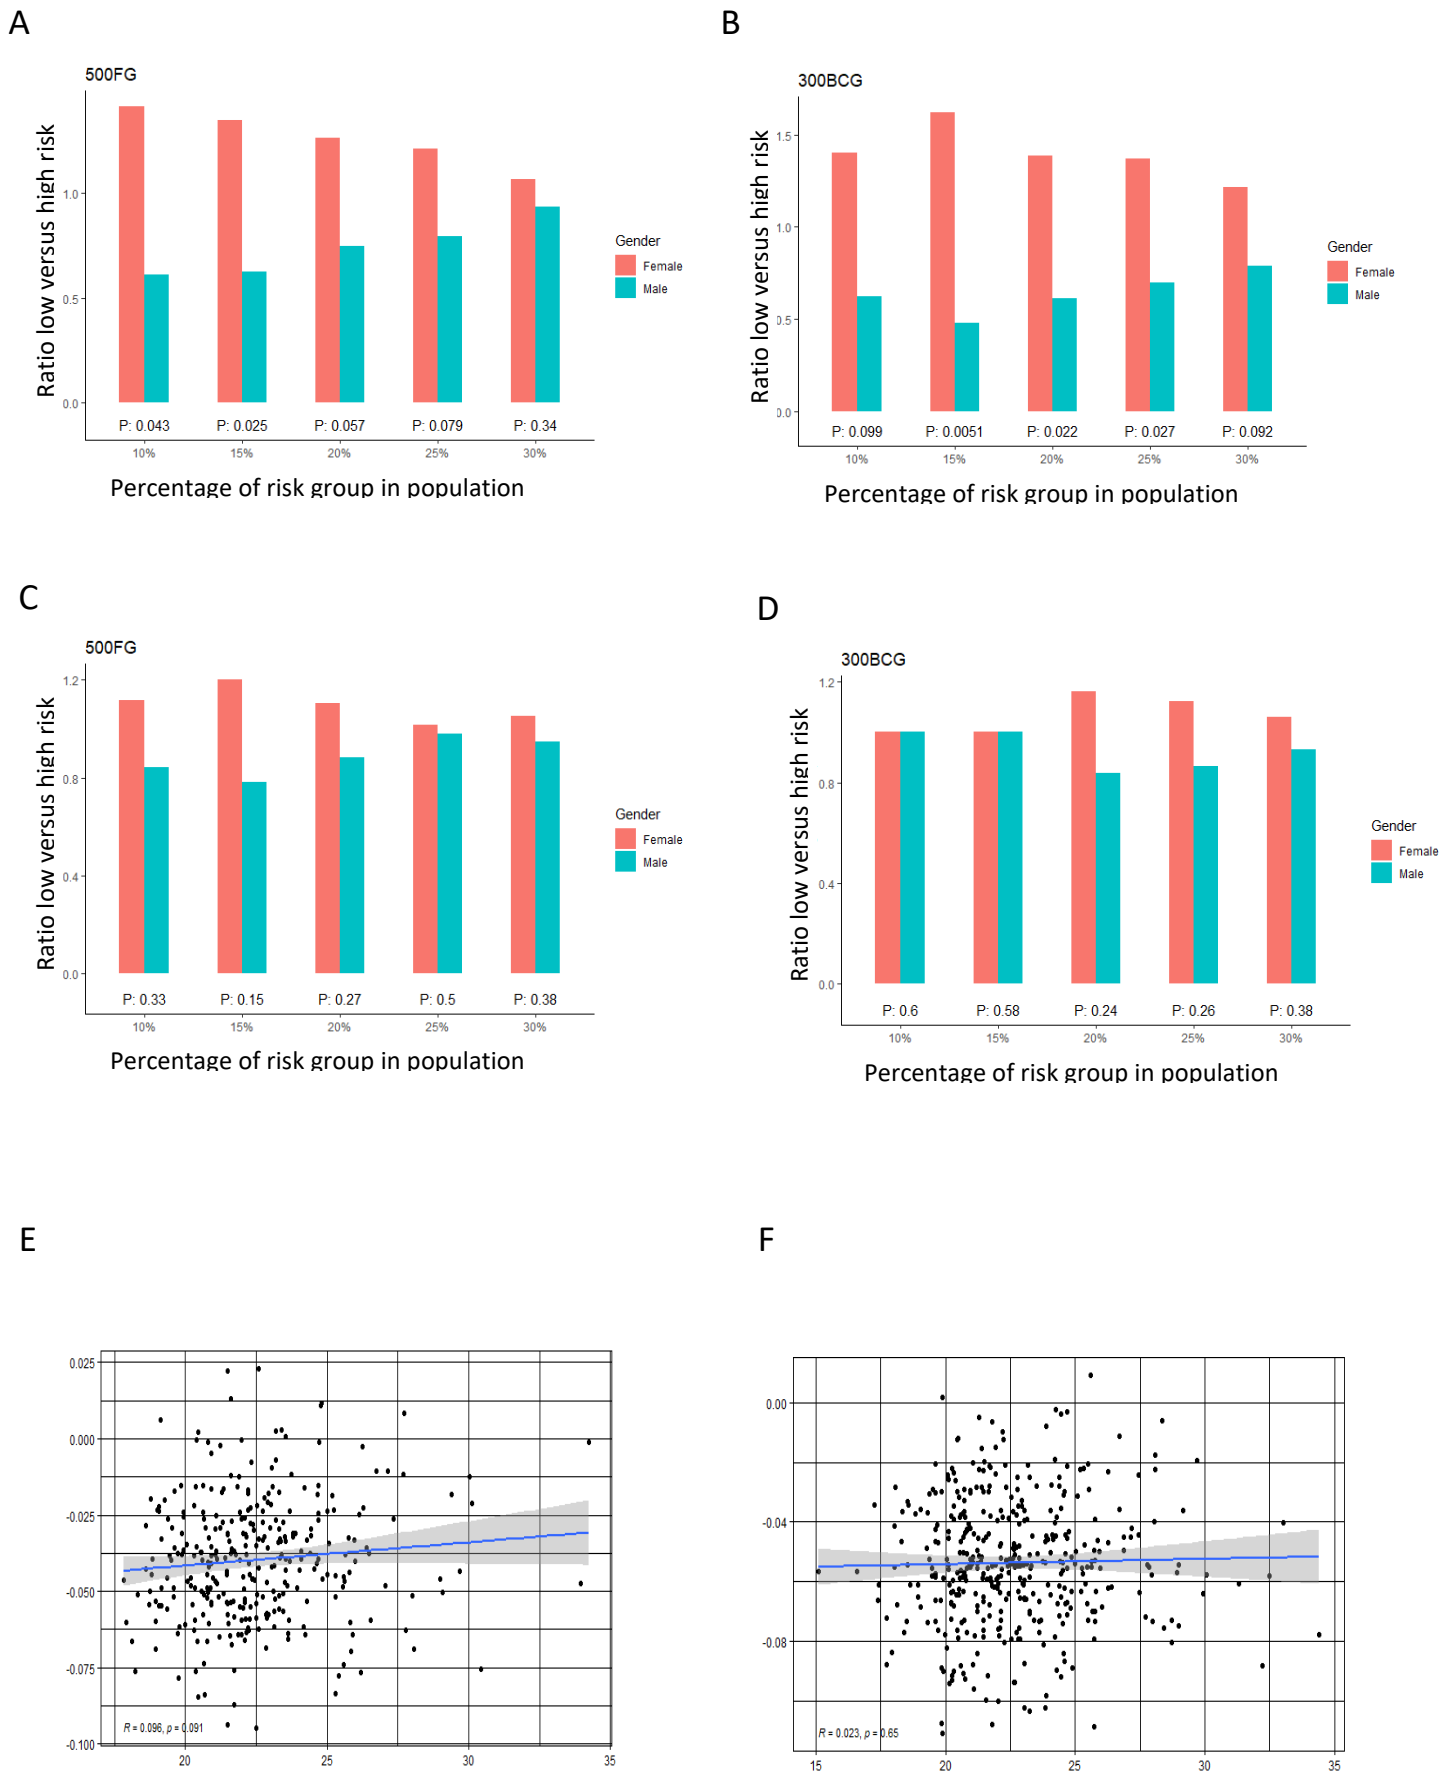 A
500FG
Ratio low versus high risk
1.0
0.5
0.0
P: 0.043 P: 0.025 P: 0.057 P: 0.079 P: 0.34
10% 15% 20% 25% 30%
Percentage of risk group in population
Gender
Female
Male
B
300BCG
Ratio low versus high risk
1.5
1.0
0.5
0.0
P: 0.099 P: 0.0051 P: 0.022 P: 0.027 P: 0.092
10% 15% 20% 25% 30%
Percentage of risk group in population
Gender
Female
Male
C
500FG
Ratio low versus high risk
1.2
0.8
0.4
0.0
P: 0.33 P: 0.15 P: 0.27 P: 0.5 P: 0.38
10% 15% 20% 25% 30%
Percentage of risk group in population
Gender
Female
Male
D
300BCG
Ratio low versus high risk
1.2
0.8
0.4
0.0
P: 0.6 P: 0.58 P: 0.24 P: 0.26 P: 0.38
10% 15% 20% 25% 30%
Percentage of risk group in population
Gender
Female
Male
E
0.025
0.000
-0.025
-0.050
-0.075
-0.100
R = 0.096, p = 0.091
20 25 30 35
F
0.00
-0.04
-0.08
R = 0.023, p = 0.65
15 20 25 30 35